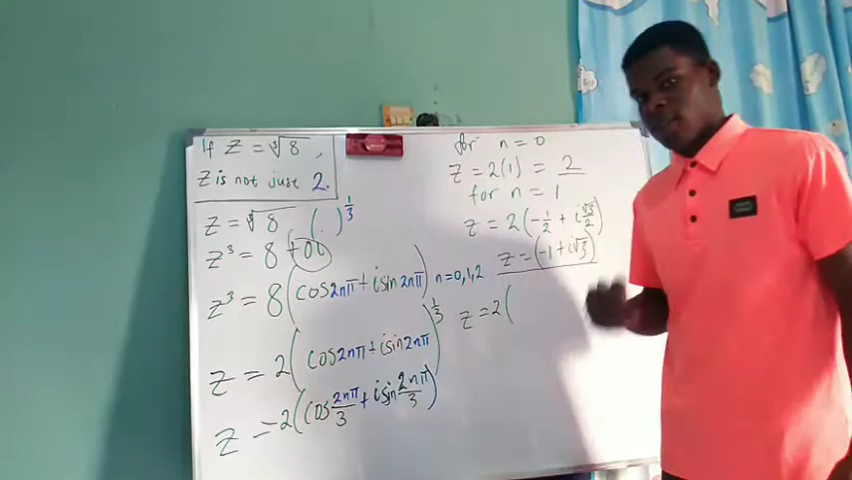 If z = ∛8 ,
z is not just 2.
z = ∛8 ( . )^1/3
z³ = 8 + 0i
z³ = 8(cos2nπ + isin2nπ) n=0,1,2
z = 2(cos2nπ + isin2nπ)^1/3
z = 2(cos 2nπ/3 + isin 2nπ/3)
for n = 0
z = 2(1) = 2
for n = 1
z = 2(-1/2 + i√3/2)
z = (-1 + i√3)
z = 2(